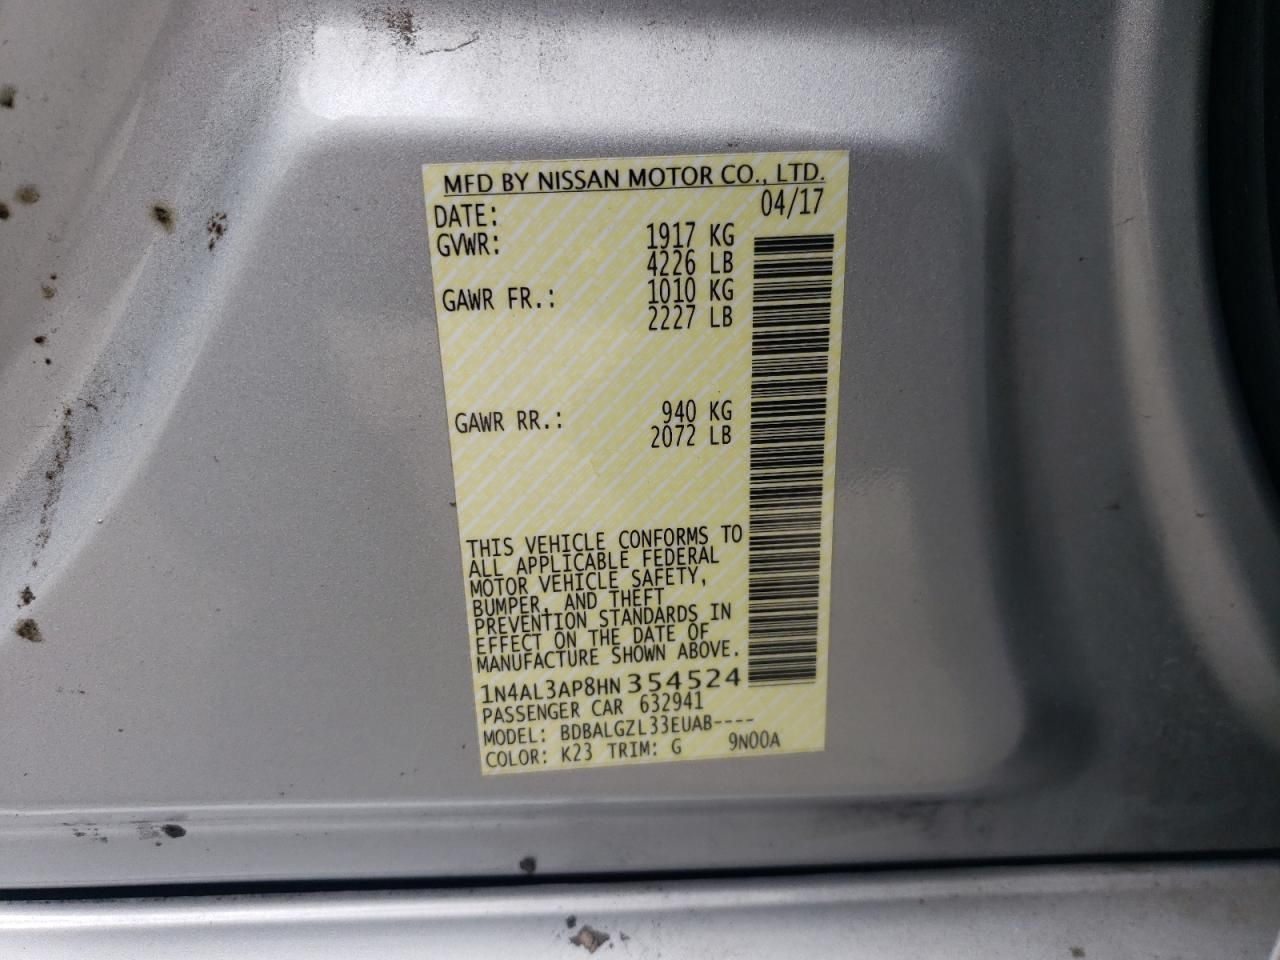 MFD BY NISSAN MOTOR CO., LTD.
DATE: 04/17
GVWR: 1917 KG
4226 LB
GAWR FR.: 1010 KG
2227 LB
GAWR RR.: 940 KG
2072 LB
THIS VEHICLE CONFORMS TO
ALL APPLICABLE FEDERAL
MOTOR VEHICLE SAFETY,
BUMPER, AND THEFT
PREVENTION STANDARDS IN
EFFECT ON THE DATE OF
MANUFACTURE SHOWN ABOVE.
1N4AL3AP8HN354524
PASSENGER CAR 632941
MODEL: BDBALGZL33EUAB----
COLOR: K23 TRIM: G 9N00A